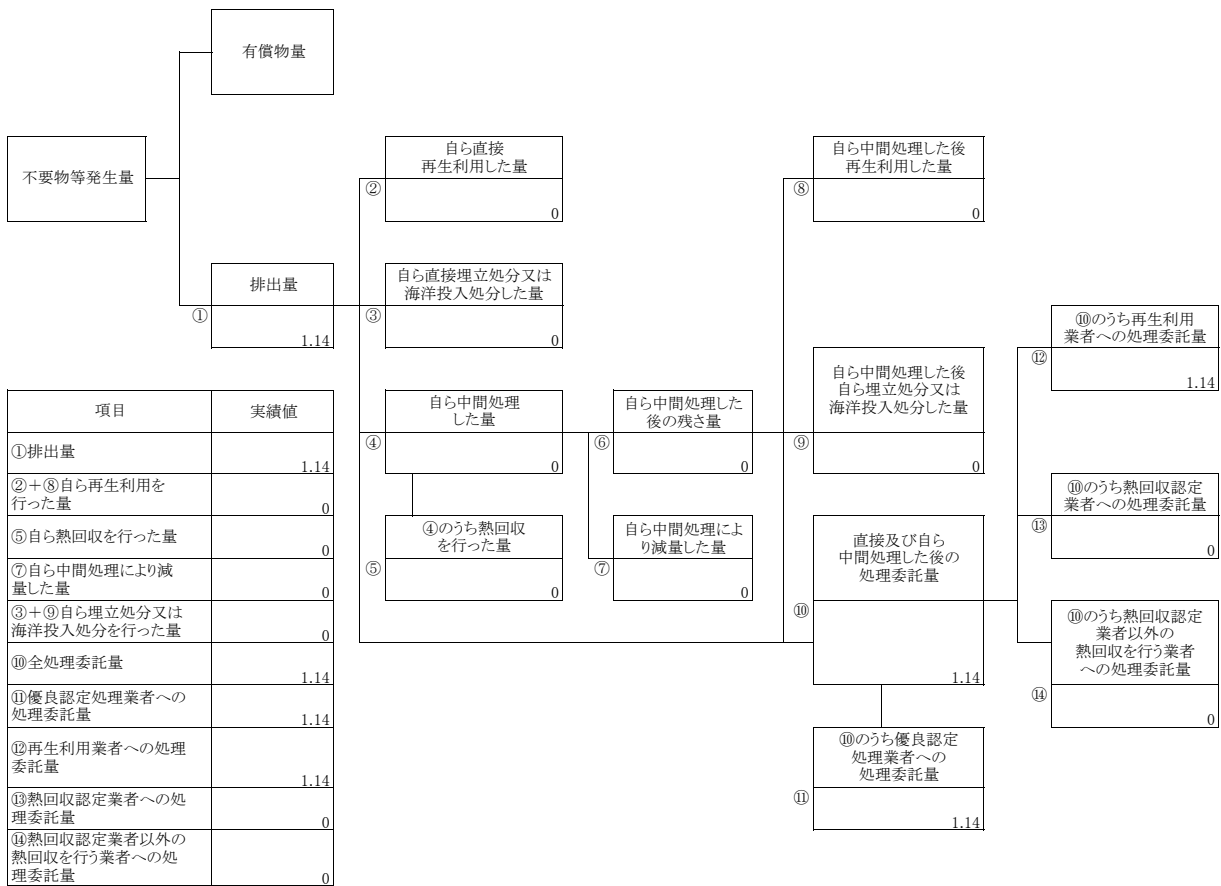 有償物量
不要物等発生量
排出量
①
1.14
自ら直接
再生利用した量
②
0
自ら直接埋立処分又は
海洋投入処分した量
③
0
自ら中間処理
した量
④
0
④のうち熱回収
を行った量
⑤
0
自ら中間処理した
後の残さ量
⑥
0
自ら中間処理によ
り減量した量
⑦
0
自ら中間処理した後
再生利用した量
⑧
0
自ら中間処理した後
自ら埋立処分又は
海洋投入処分した量
⑨
0
直接及び自ら
中間処理した後の
処理委託量
⑩
1.14
⑩のうち優良認定
処理業者への
処理委託量
⑪
1.14
⑩のうち再生利用
業者への処理委託量
⑫
1.14
⑩のうち熱回収認定
業者への処理委託量
⑬
0
⑩のうち熱回収認定
業者以外の
熱回収を行う業者
への処理委託量
⑭
0
項目 実績値
①排出量 1.14
②+⑧自ら再生利用を
行った量 0
⑤自ら熱回収を行った量 0
⑦自ら中間処理により減
量した量 0
③+⑨自ら埋立処分又は
海洋投入処分を行った量 0
⑩全処理委託量 1.14
⑪優良認定処理業者への
処理委託量 1.14
⑫再生利用業者への処理
委託量 1.14
⑬熱回収認定業者への処
理委託量 0
⑭熱回収認定業者以外の
熱回収を行う業者への処
理委託量 0